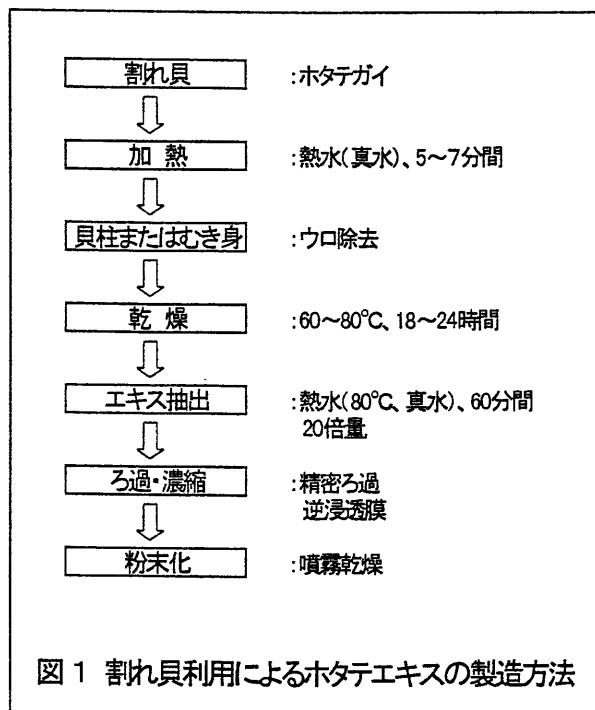 割れ貝 :ホタテガイ
加 熱 :熱水(真水)、5～7分間
貝柱またはむき身 :ウロ除去
乾 燥 :60～80℃、18～24時間
エキス抽出 :熱水(80℃、真水)、60分間
20倍量
ろ過・濃縮 :精密ろ過
逆浸透膜
粉末化 :噴霧乾燥
図1 割れ貝利用によるホタテエキスの製造方法